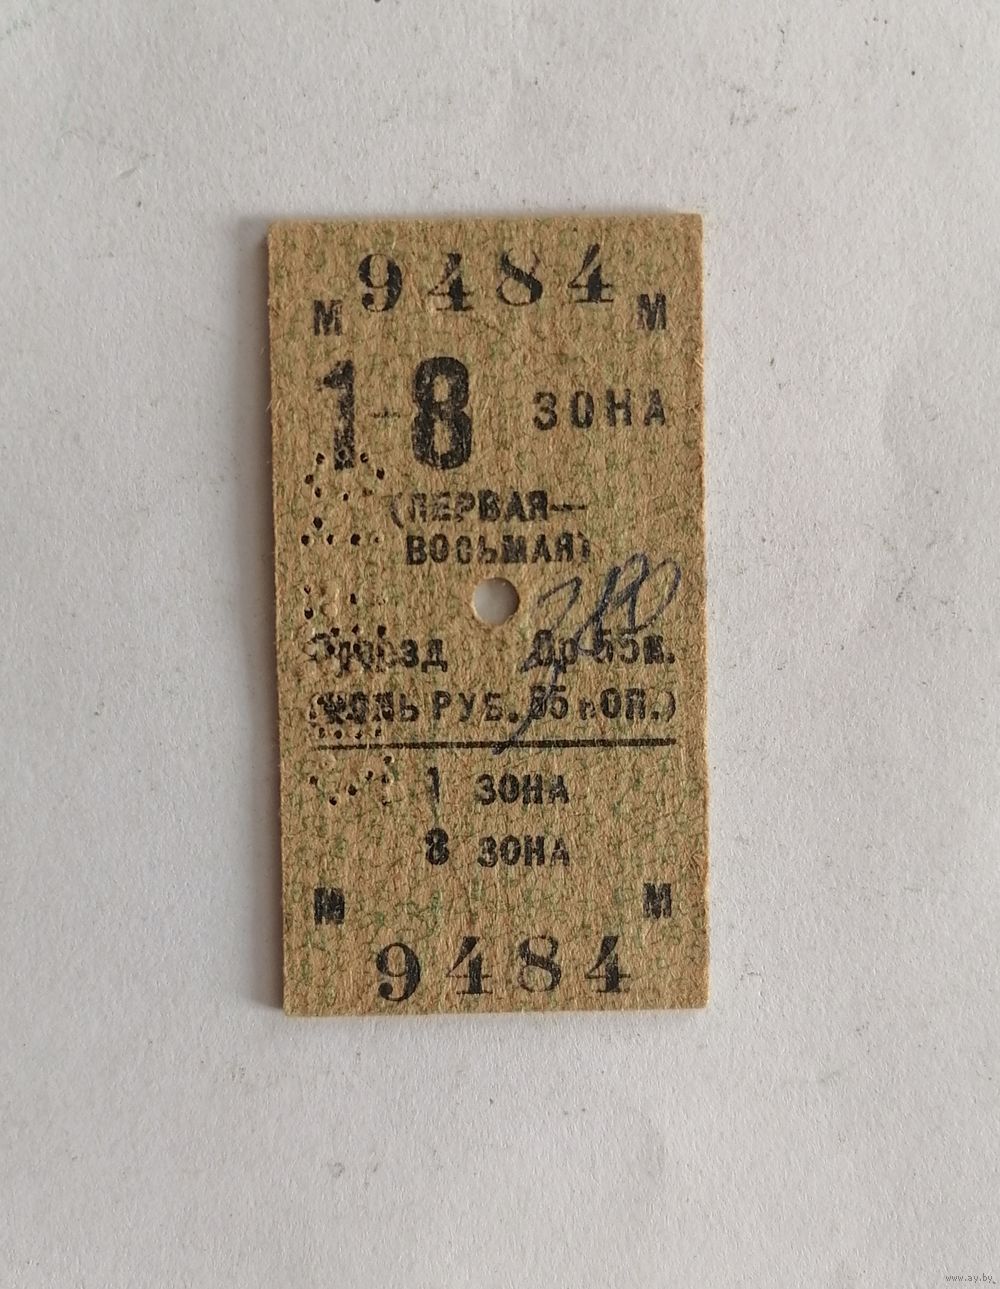 9484
М М
1-8 ЗОНА
(ПЕРВАЯ—
ВОСЬМАЯ)
Проезд 0р 65к.
(НОЛЬ РУБ. 65 КОП.)
1 ЗОНА
8 ЗОНА
М М
9484
www.ay.by